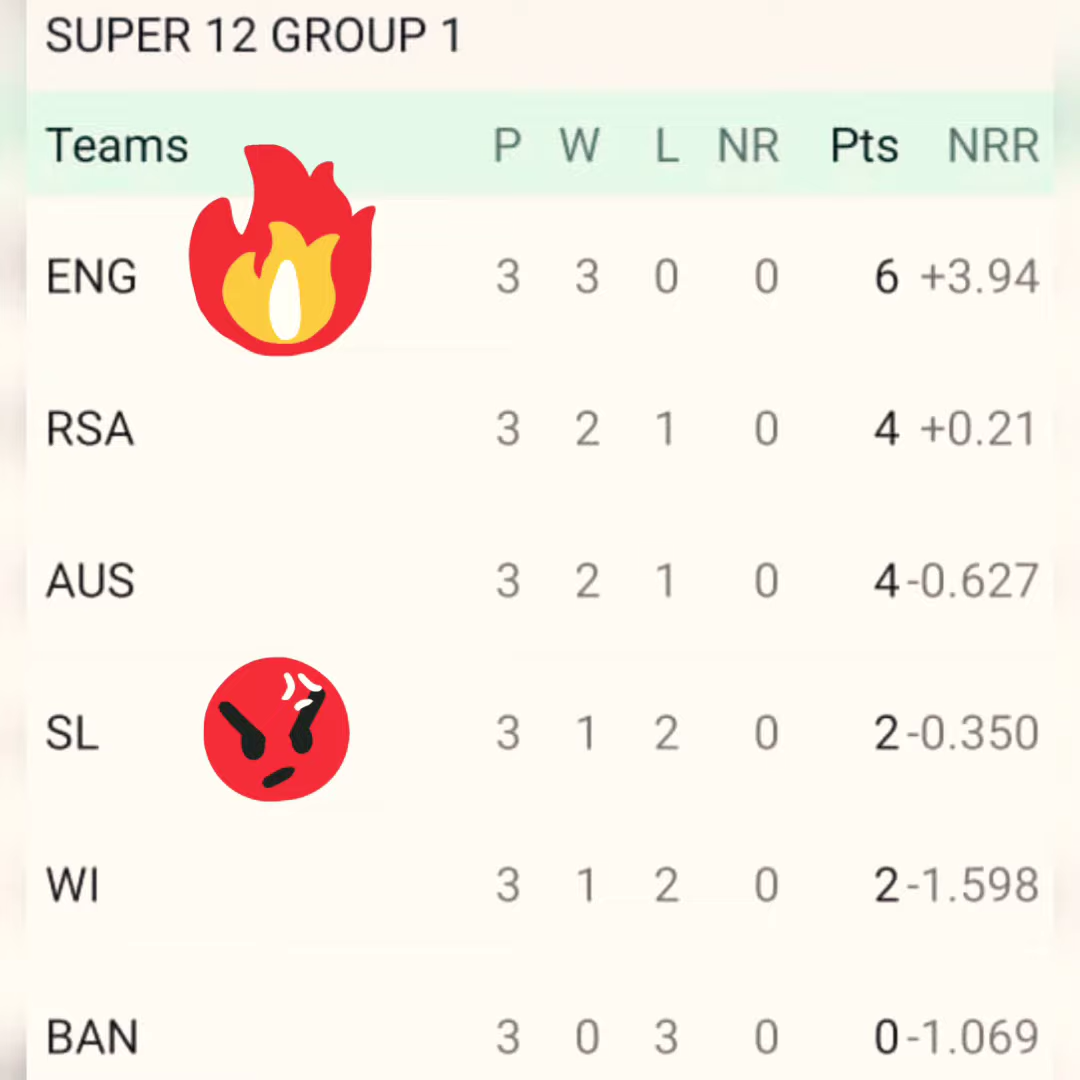 SUPER 12 GROUP 1
Teams P W L NR Pts NRR
ENG 3 3 0 0 6 +3.94
RSA 3 2 1 0 4 +0.21
AUS 3 2 1 0 4 -0.627
SL 3 1 2 0 2 -0.350
WI 3 1 2 0 2 -1.598
BAN 3 0 3 0 0 -1.069